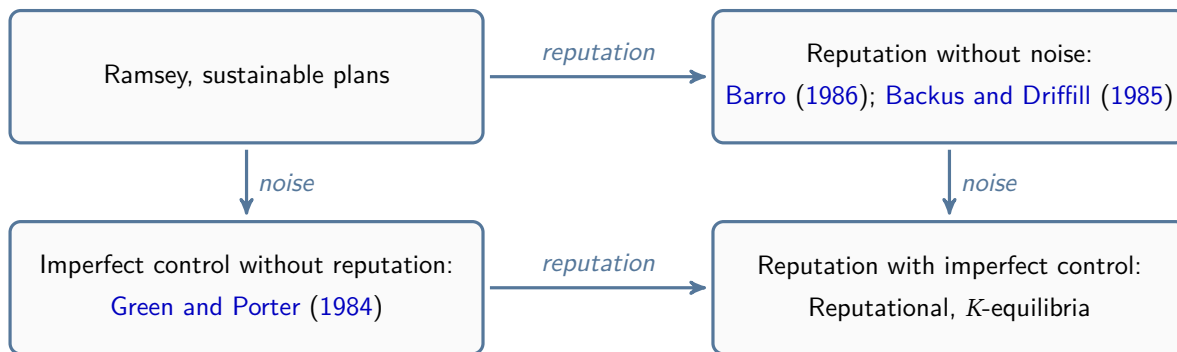 Ramsey, sustainable plans
reputation
Reputation without noise:
Barro (1986); Backus and Driffill (1985)
noise
noise
Imperfect control without reputation:
Green and Porter (1984)
reputation
Reputation with imperfect control:
Reputational, K-equilibria